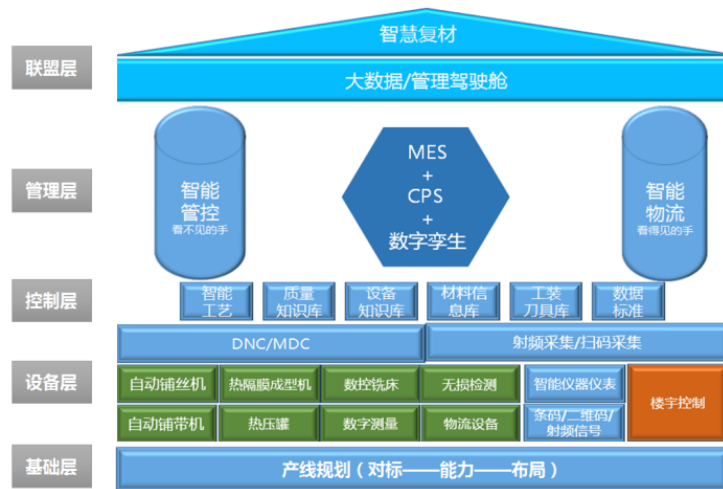 智慧复材
联盟层
大数据/管理驾驶舱
管理层
智能
管控
看不见的手
MES
+
CPS
+
数字孪生
智能
物流
看得见的手
控制层
智能
工艺
质量
知识库
设备
知识库
材料信
息库
工装
刀具库
数据
标准
DNC/MDC
射频采集/扫码采集
设备层
自动铺丝机
热隔膜成型机
数控铣床
无损检测
智能仪器仪表
楼宇控制
自动铺带机
热压罐
数字测量
物流设备
条码/二维码/
射频信号
基础层
产线规划（对标——能力——布局）